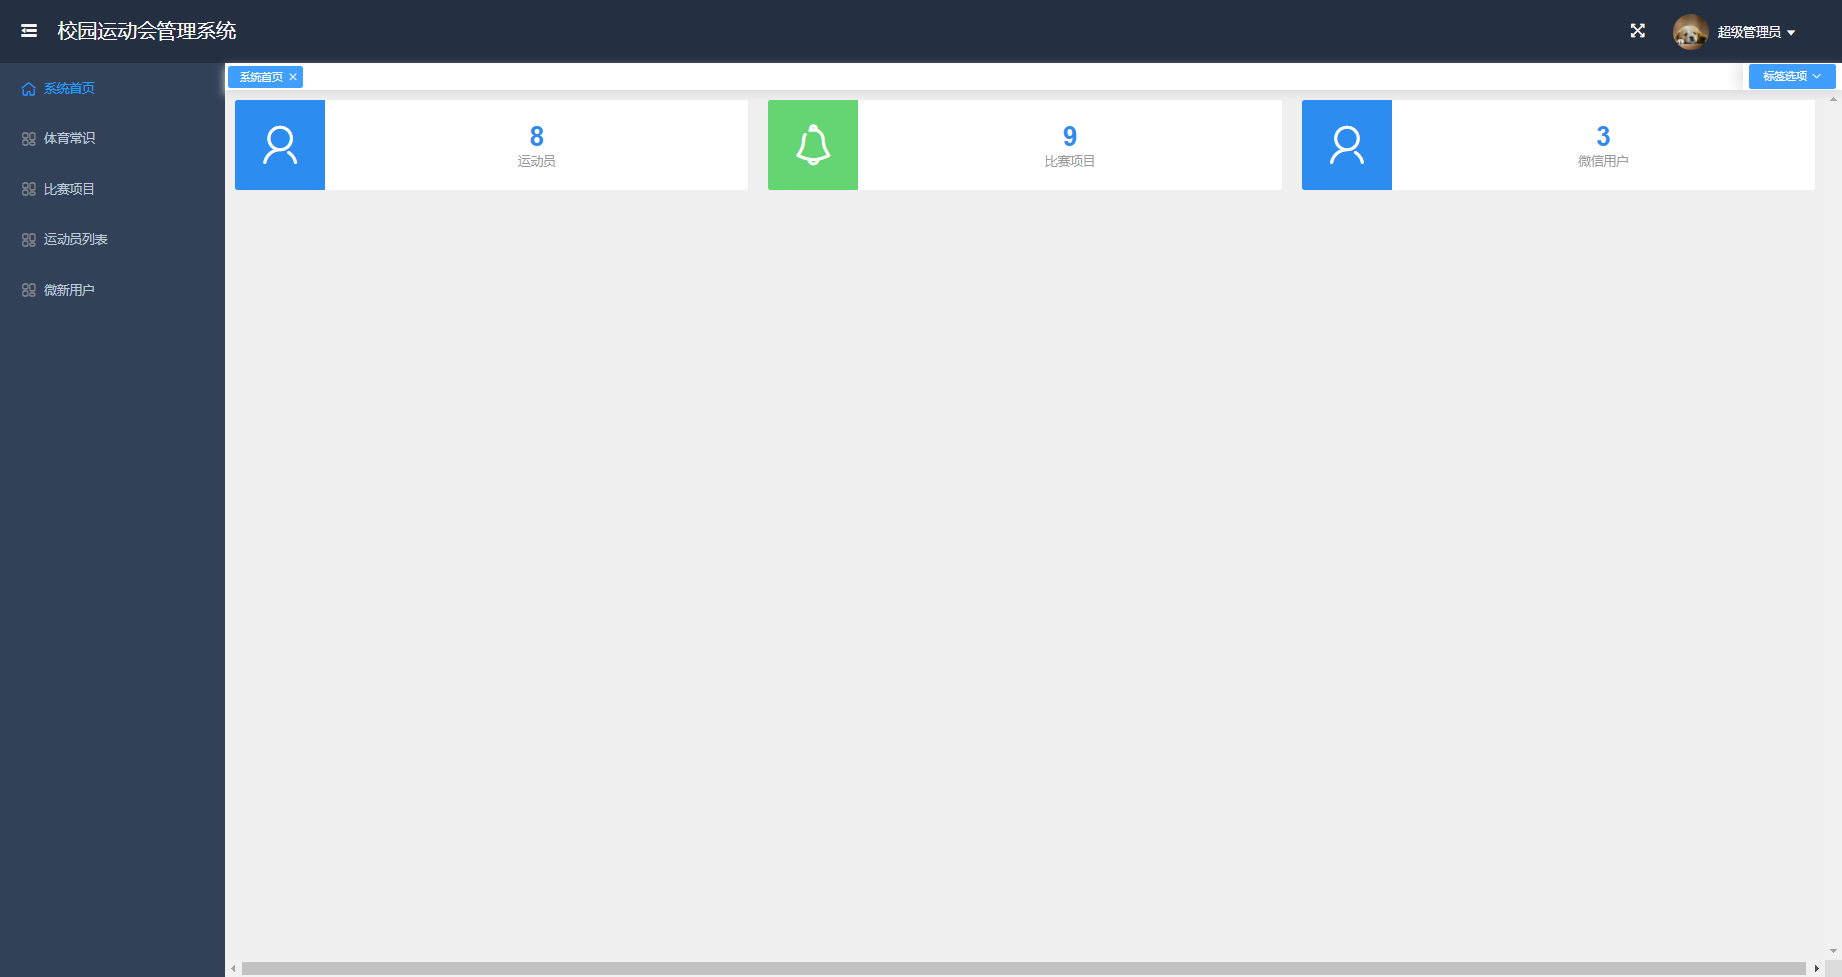 校园运动会管理系统
超级管理员
系统首页
体育常识
比赛项目
运动员列表
微新用户
系统首页
标签选项
8
运动员
9
比赛项目
3
微信用户